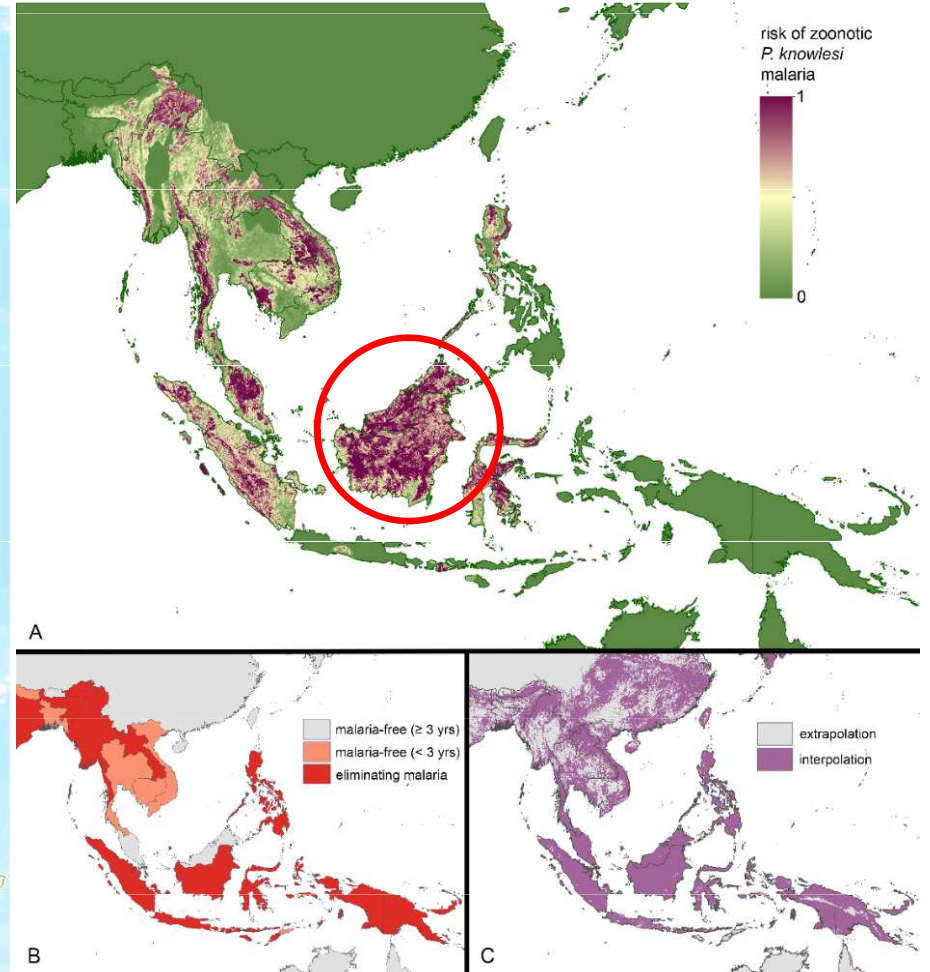 risk of zoonotic
P. knowlesi
malaria
1
0
A
malaria-free (≥ 3 yrs)
malaria-free (< 3 yrs)
eliminating malaria
B
extrapolation
interpolation
C